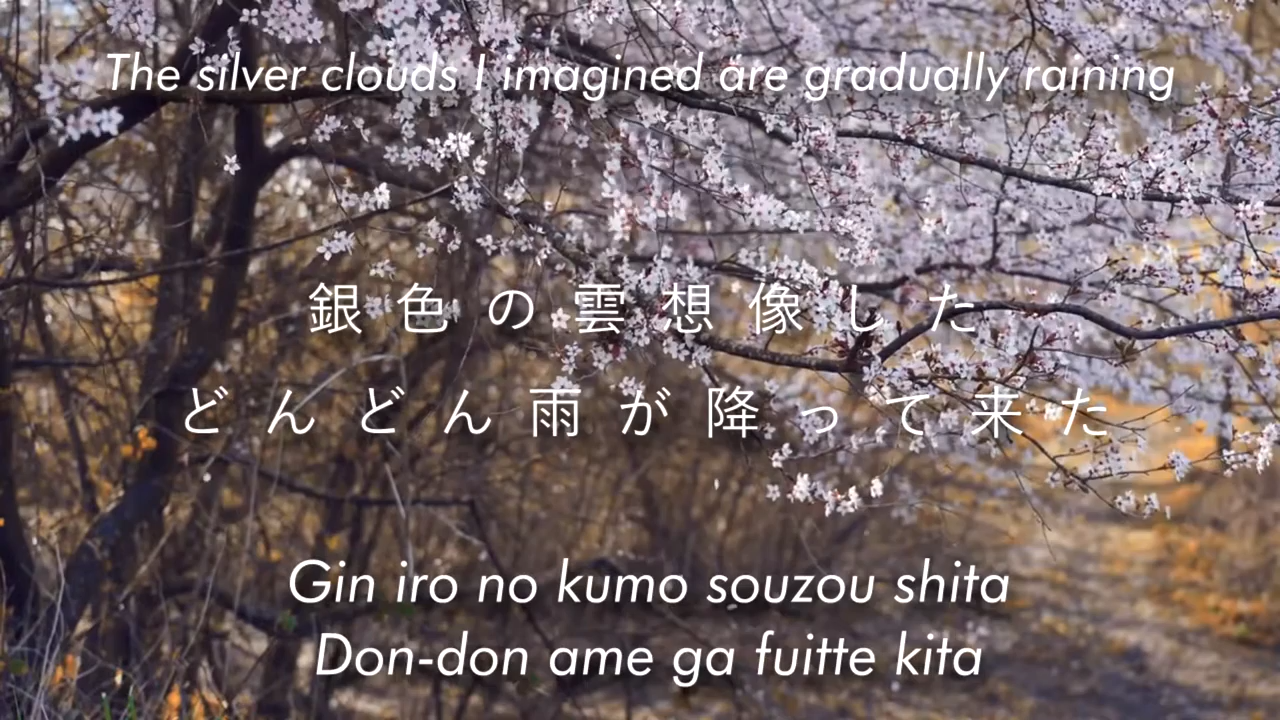 The silver clouds I imagined are gradually raining
銀色の雲想像した
どんどん雨が降って来た
Gin iro no kumo souzou shita
Don-don ame ga fuitte kita